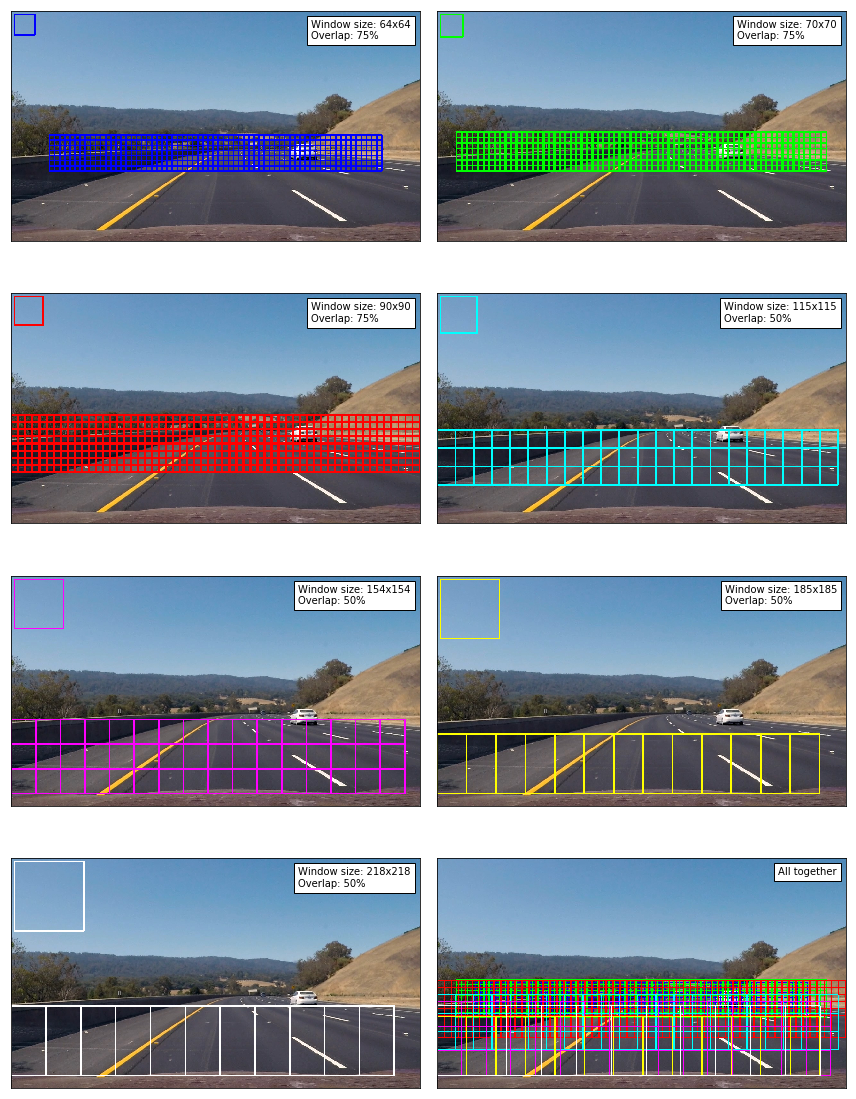 Window size: 64x64
Overlap: 75%
Window size: 70x70
Overlap: 75%
Window size: 90x90
Overlap: 75%
Window size: 115x115
Overlap: 50%
Window size: 154x154
Overlap: 50%
Window size: 185x185
Overlap: 50%
Window size: 218x218
Overlap: 50%
All together